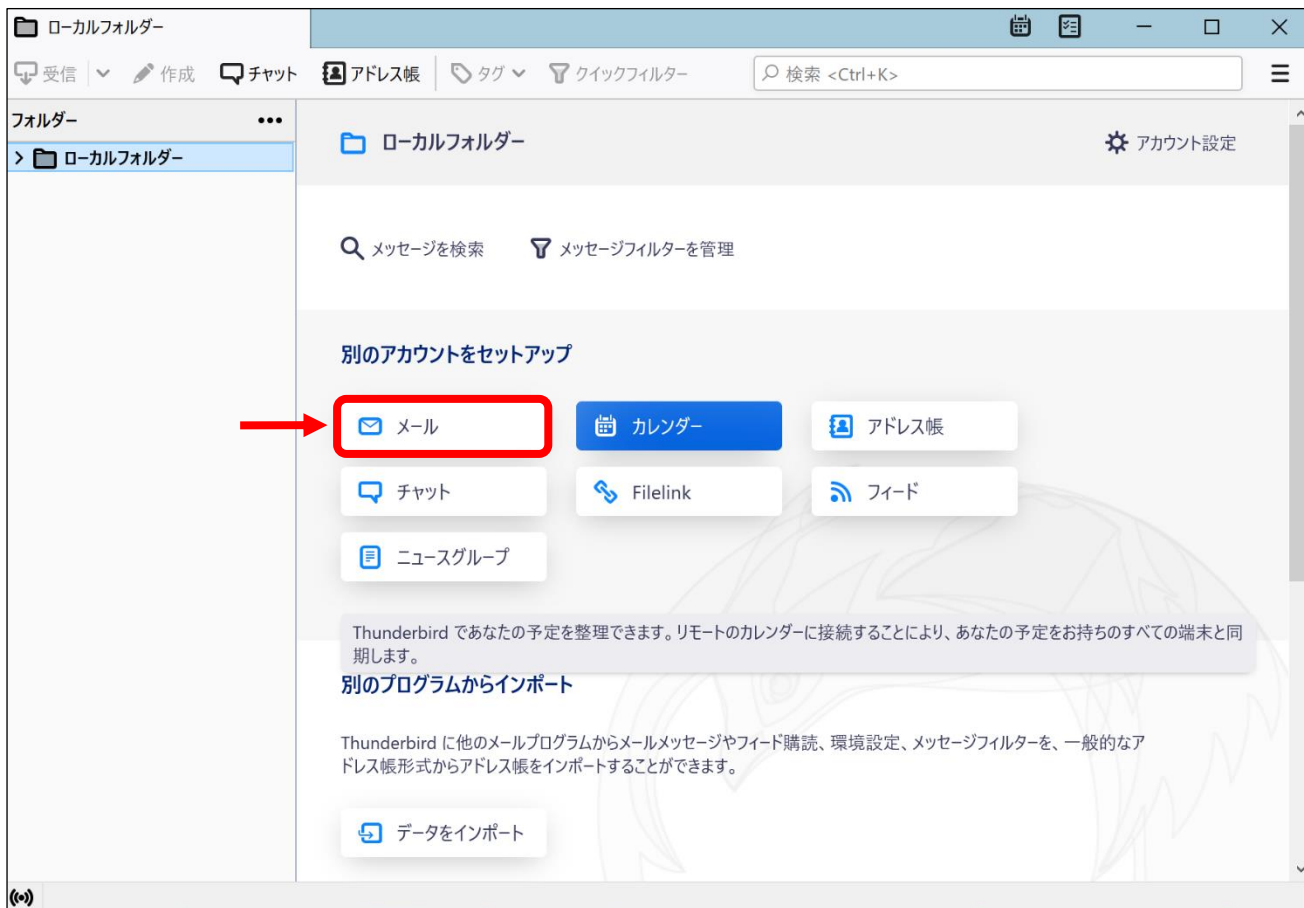 ローカルフォルダー
受信 作成 チャット アドレス帳 タグ クイックフィルター 検索 <Ctrl+K>
フォルダー
ローカルフォルダー
ローカルフォルダー アカウント設定
メッセージを検索 メッセージフィルターを管理
別のアカウントをセットアップ
メール カレンダー アドレス帳
チャット Filelink フィード
ニュースグループ
Thunderbird であなたの予定を整理できます。リモートのカレンダーに接続することにより、あなたの予定をお持ちのすべての端末と同
期します。
別のプログラムからインポート
Thunderbird に他のメールプログラムからメールメッセージやフィード購読、環境設定、メッセージフィルターを、一般的なア
ドレス帳形式からアドレス帳をインポートすることができます。
データをインポート